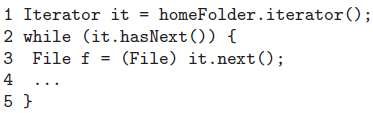 1 Iterator it = homeFolder.iterator();
2 while (it.hasNext()) {
3  File f = (File) it.next();
4  ...
5 }